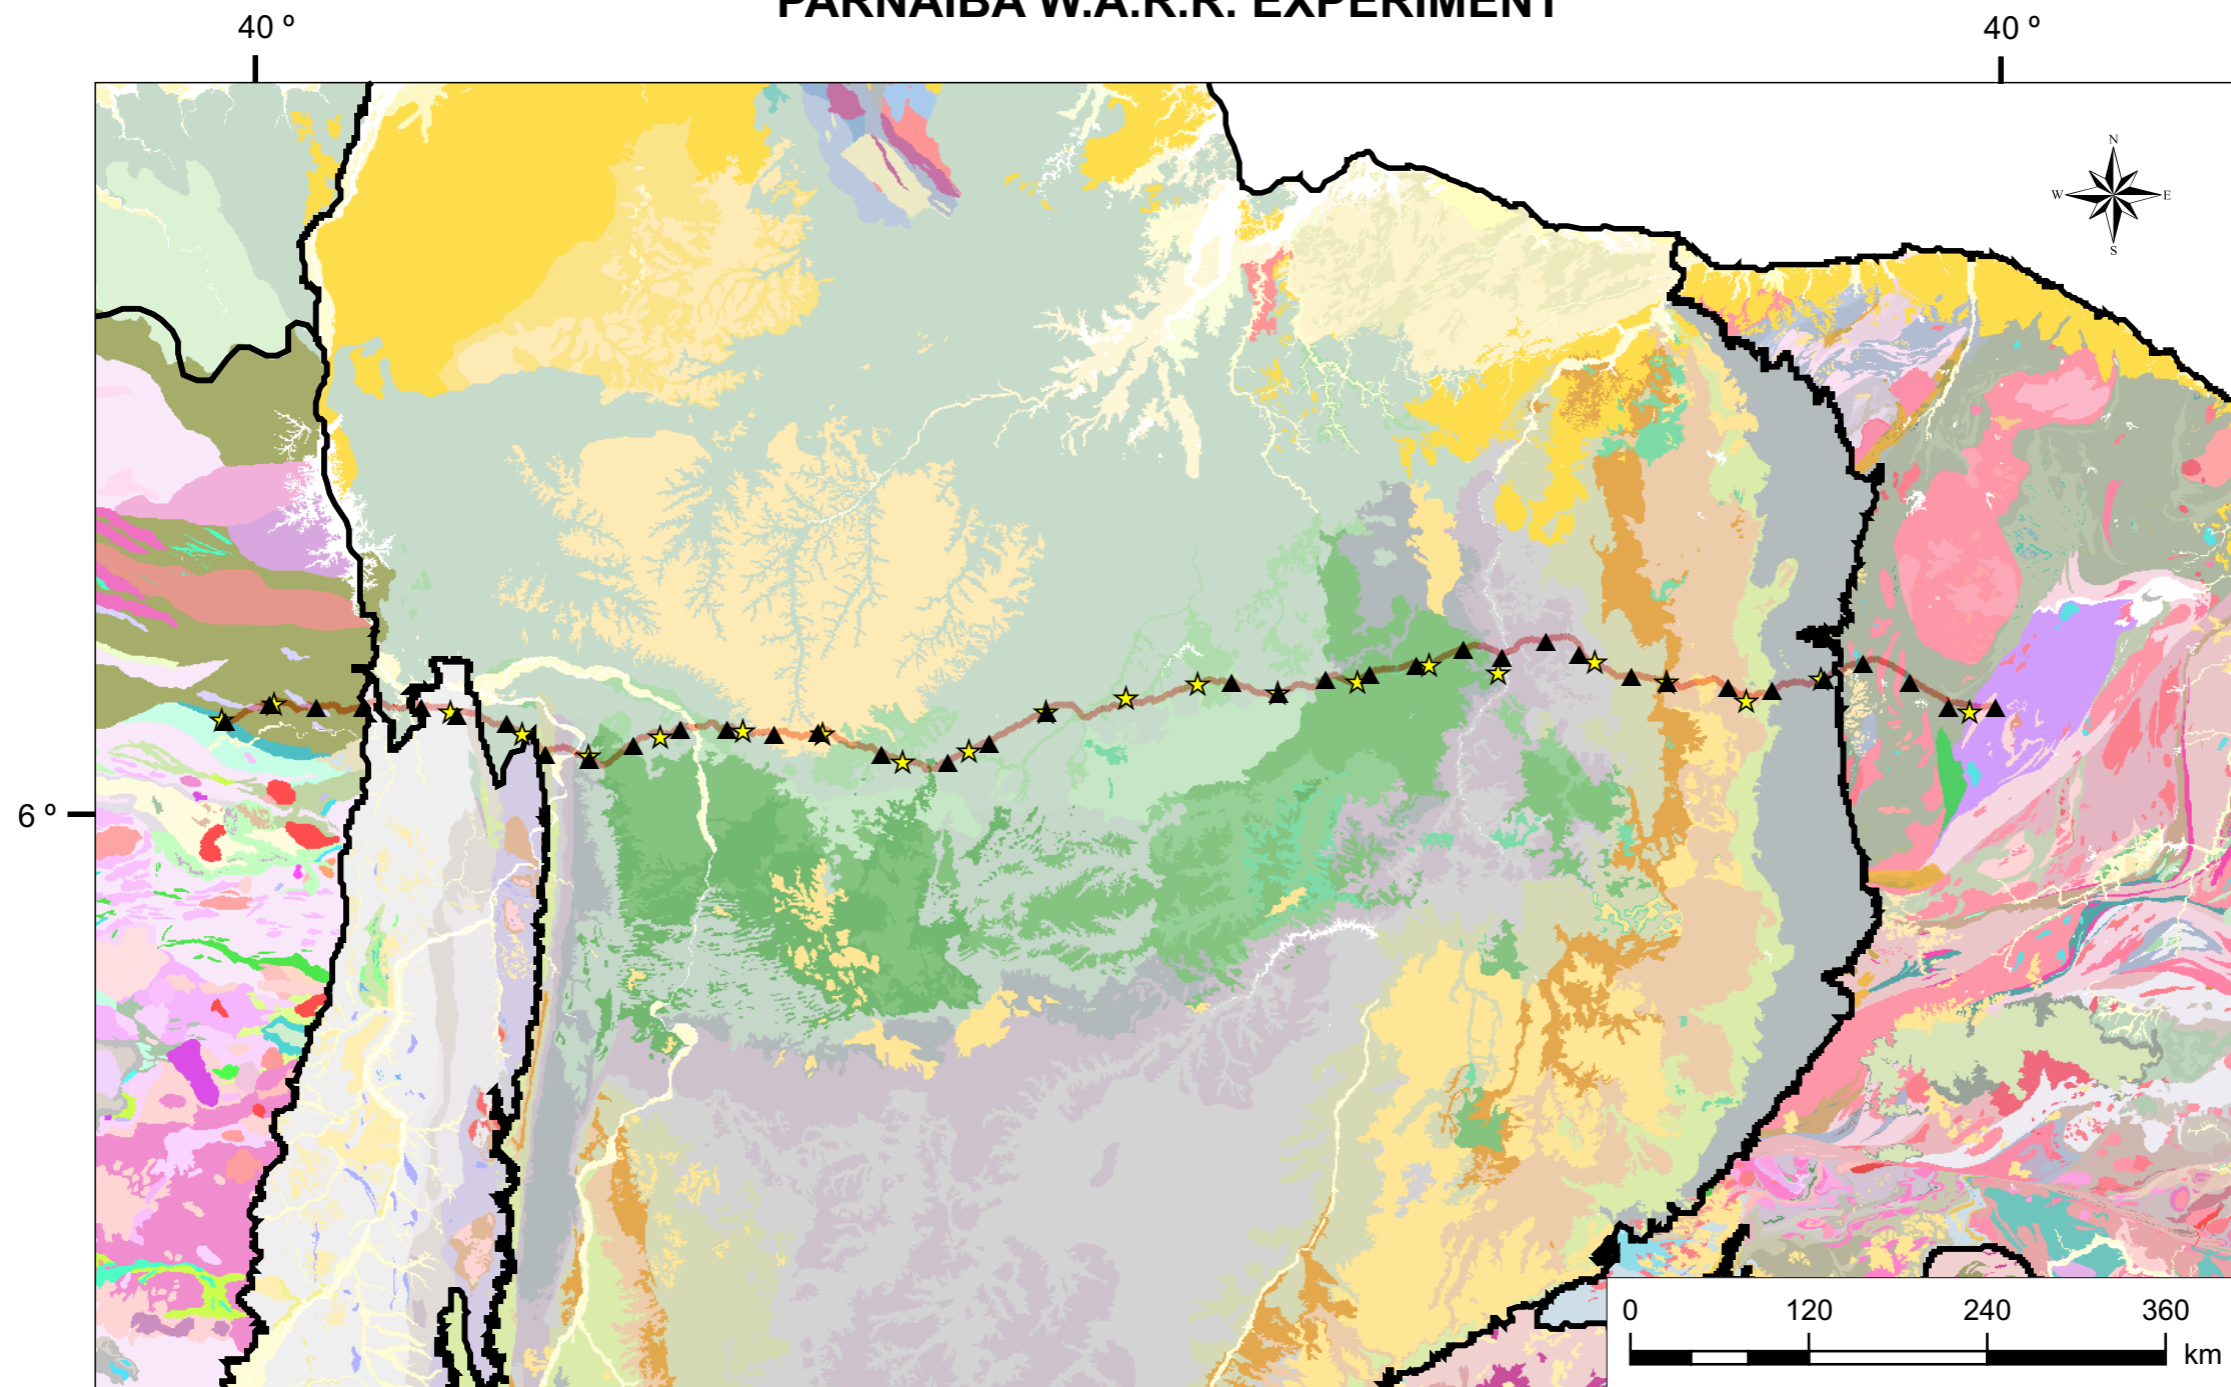 PARNAIBA W.A.R.R. EXPERIMENT
40 º 40 º
N
W E
S
6 º
0 120 240 360
km